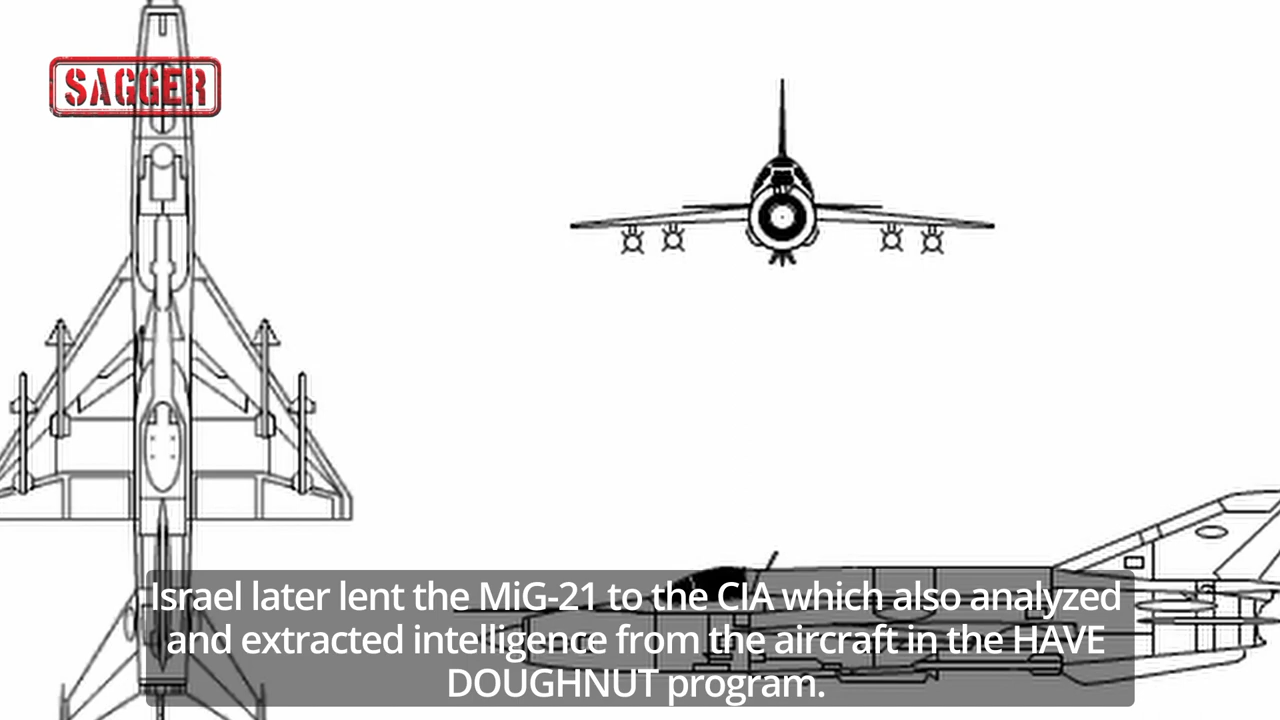 SAGGER
Israel later lent the MiG-21 to the CIA which also analyzed
and extracted intelligence from the aircraft in the HAVE
DOUGHNUT program.